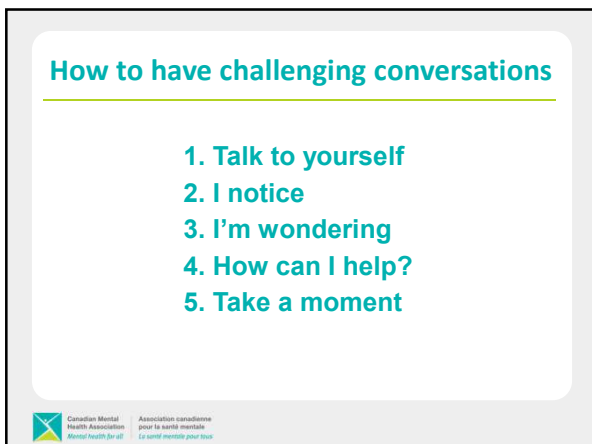 How to have challenging conversations
1. Talk to yourself
2. I notice
3. I'm wondering
4. How can I help?
5. Take a moment
Canadian Mental
Health Association
Mental health for all
Association canadienne
pour la santé mentale
La santé mentale pour tous